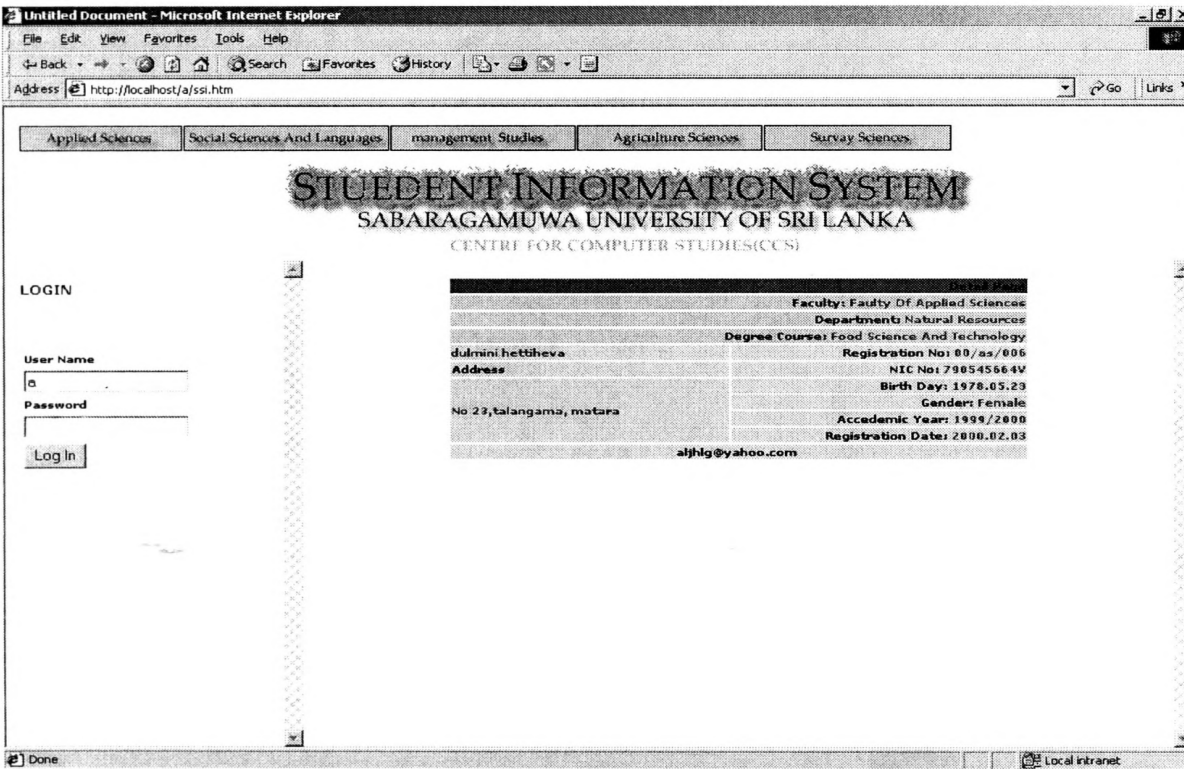 Untitled Document - Microsoft Internet Explorer
File Edit View Favorites Tools Help
Back Search Favorites History
Address http://localhost/a/ssi.htm Go Links
Applied Sciences Social Sciences And Languages management Studies Agriculture Sciences Survay Sciences
STUEDENT INFORMATION SYSTEM
SABARAGAMUWA UNIVERSITY OF SRI LANKA
CENTRE FOR COMPUTER STUDIES(CCS)
LOGIN
User Name
a
Password
Log In
Faculty: Faulty Of Applied Sciences
Department: Natural Resources
Degree Course: Food Science And Technology
dulmini hettiheva Registration No: 00/as/006
Address NIC No: 790545664V
Birth Day: 1978.05.23
No 23,talangama, matara Gender: Female
Accedemic Year: 1999/2000
Registration Date: 2000.02.03
aljhlg@yahoo.com
Done Local intranet